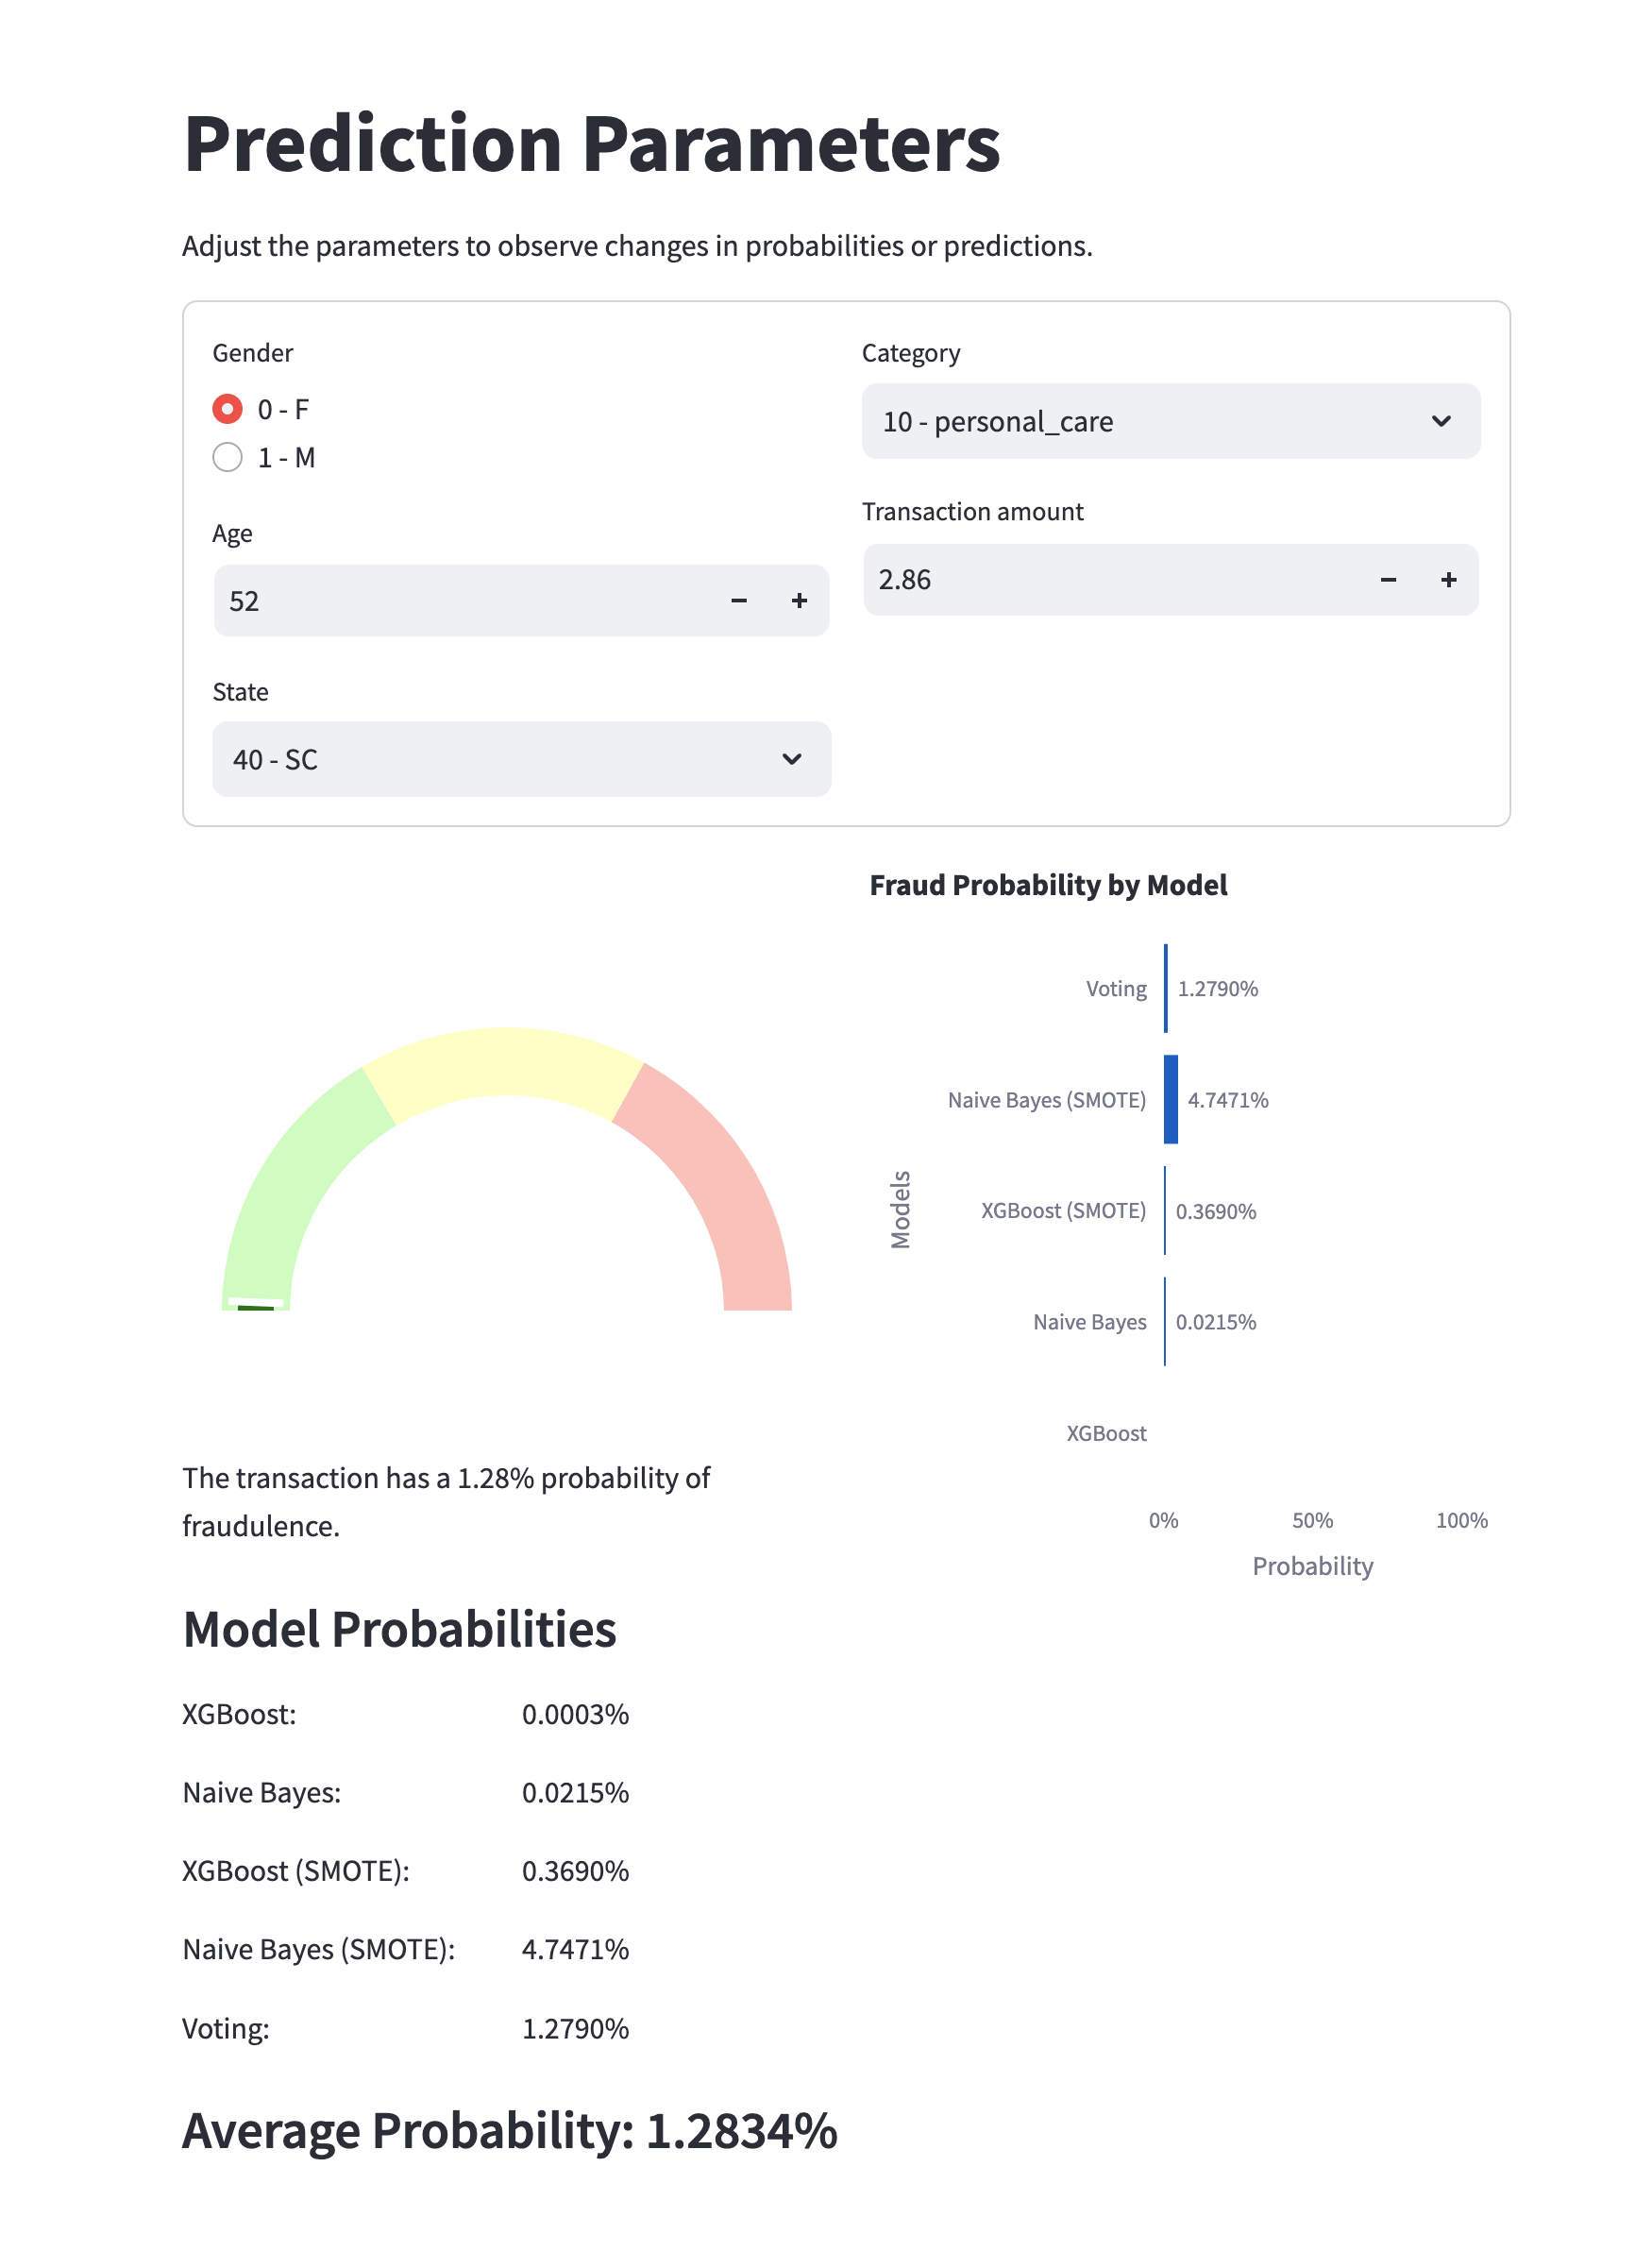 Prediction Parameters
Adjust the parameters to observe changes in probabilities or predictions.
Gender
0 - F
1 - M
Age
52
State
40 - SC
Category
10 - personal_care
Transaction amount
2.86
The transaction has a 1.28% probability of
fraudulence.
Fraud Probability by Model
Models
Voting 1.2790%
Naive Bayes (SMOTE) 4.7471%
XGBoost (SMOTE) 0.3690%
Naive Bayes 0.0215%
XGBoost
0% 50% 100%
Probability
Model Probabilities
XGBoost: 0.0003%
Naive Bayes: 0.0215%
XGBoost (SMOTE): 0.3690%
Naive Bayes (SMOTE): 4.7471%
Voting: 1.2790%
Average Probability: 1.2834%